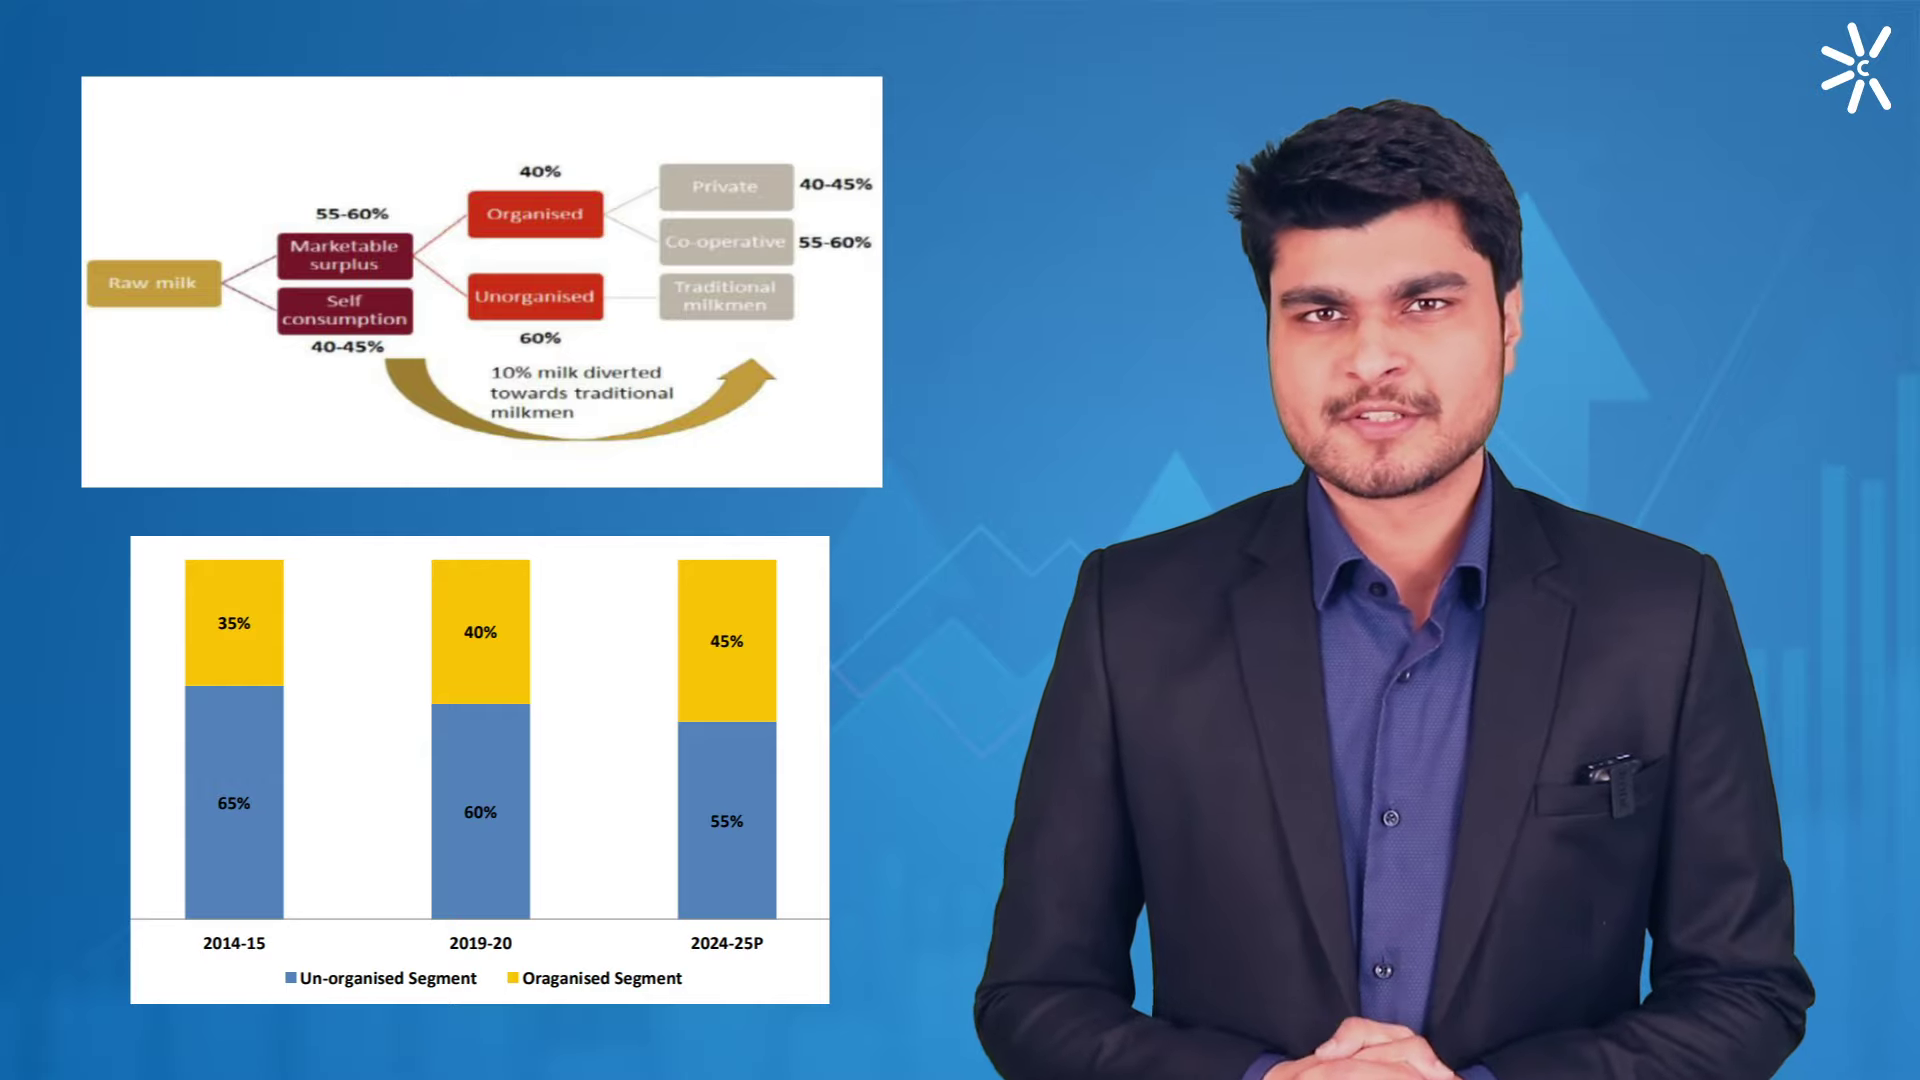 40%
Private
40-45%
55-60%
Organised
Marketable
surplus
Co-operative
55-60%
Raw milk
Self
consumption
Unorganised
Traditional
milkmen
40-45%
60%
10% milk diverted
towards traditional
milkmen
35%
40%
45%
65%
60%
55%
2014-15
2019-20
2024-25P
Un-organised Segment
Oraganised Segment